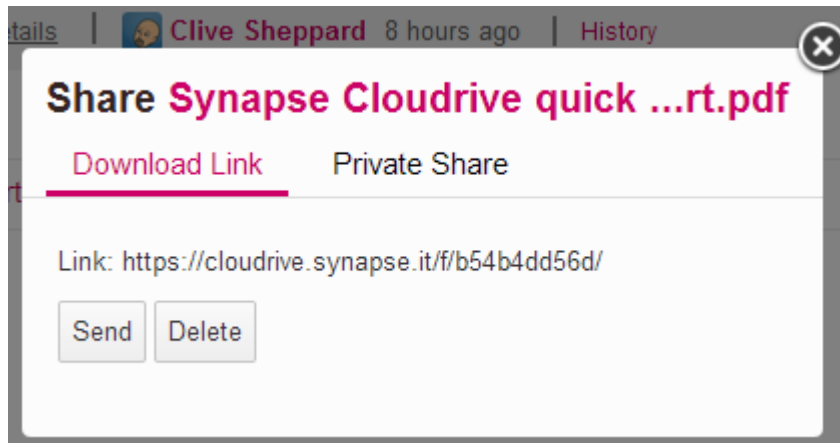 etails | Clive Sheppard 8 hours ago | History
Share Synapse Cloudrive quick ...rt.pdf
Download Link Private Share
Link: https://cloudrive.synapse.it/f/b54b4dd56d/
Send Delete